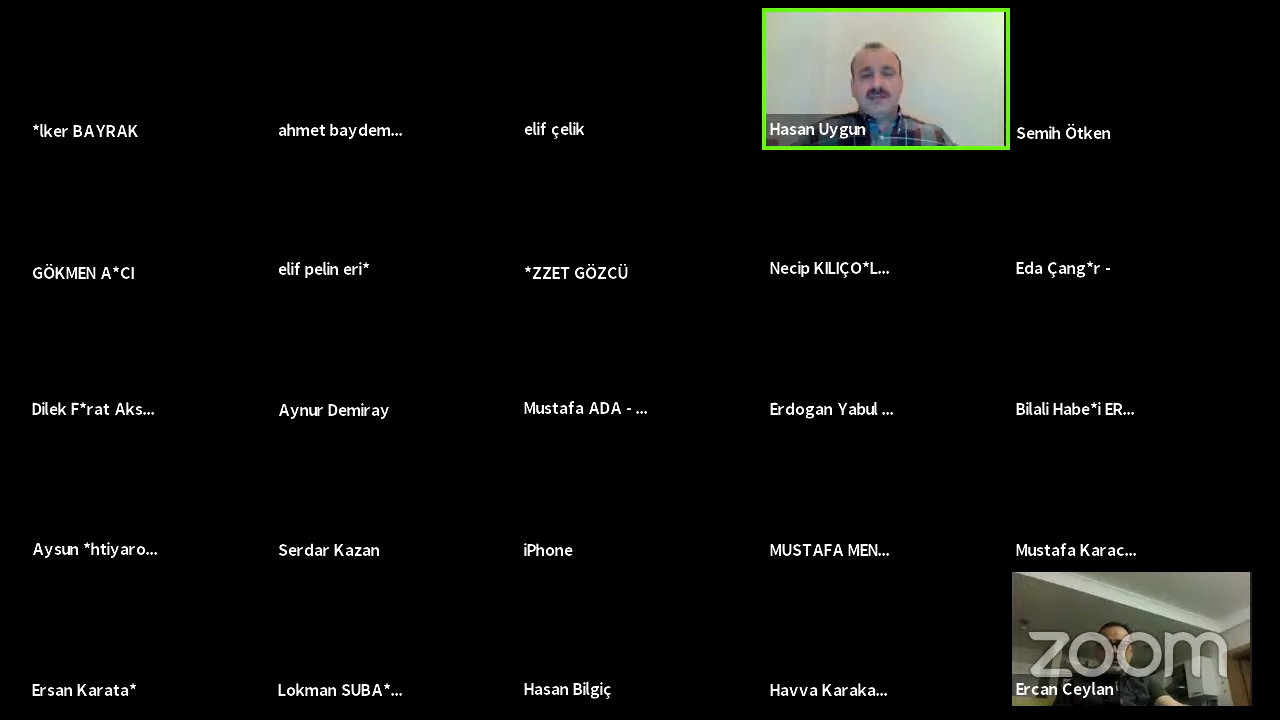 *lker BAYRAK
ahmet baydem...
elif çelik
Hasan Uygun
Semih Ötken
GÖKMEN A*CI
elif pelin eri*
*ZZET GÖZCÜ
Necip KILIÇO*L...
Eda Çang*r -
Dilek F*rat Aks...
Aynur Demiray
Mustafa ADA - ...
Erdogan Yabul ...
Bilali Habe*i ER...
Aysun *htiyaro...
Serdar Kazan
iPhone
MUSTAFA MEN...
Mustafa Karac...
Ersan Karata*
Lokman SUBA*...
Hasan Bilgiç
Havva Karaka...
zoom
Ercan Ceylan